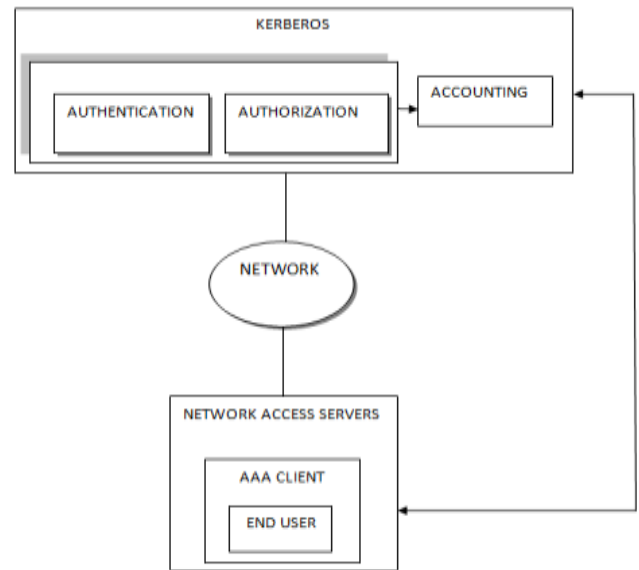 KERBEROS
AUTHENTICATION
AUTHORIZATION
ACCOUNTING
NETWORK
NETWORK ACCESS SERVERS
AAA CLIENT
END USER